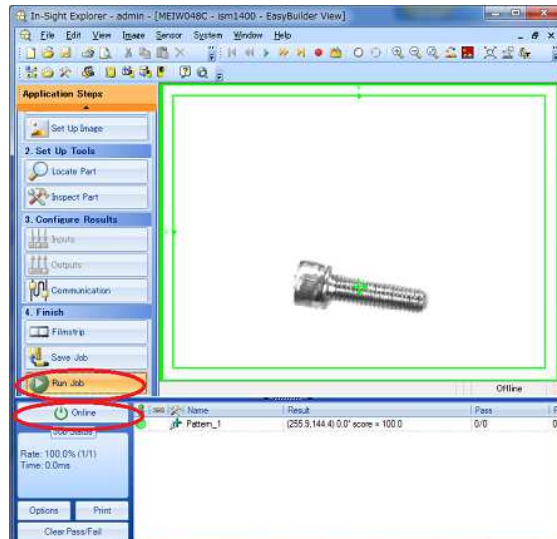 In-Sight Explorer - admin - [MEIW048C - ism1400 - EasyBuilder View]
File Edit View Image Sensor System Window Help
Application Steps
Set Up Image
2. Set Up Tools
Locate Part
Inspect Part
3. Configure Results
Inputs
Outputs
Communication
4. Finish
Filmstrip
Save Job
Run Job
Offline
Online
Job Status
Rate: 100.0% (1/1)
Time: 0.0ms
Options Print
Clear Pass/Fail
Name Result Pass
Pattern_1 (255.9,144.4) 0.0° score = 100.0 0/0